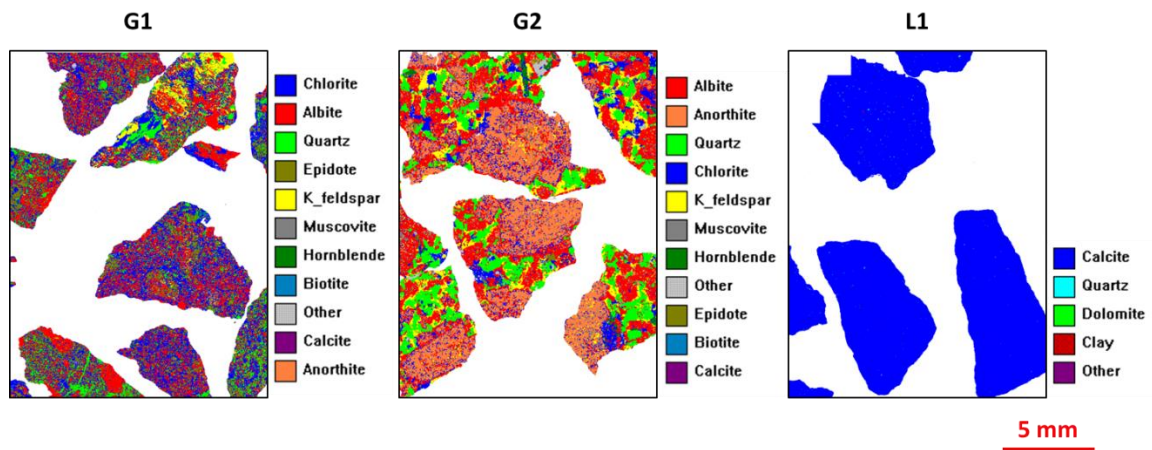 G1
G2
L1
Chlorite
Albite
Quartz
Epidote
K_feldspar
Muscovite
Hornblende
Biotite
Other
Calcite
Anorthite
Albite
Anorthite
Quartz
Chlorite
K_feldspar
Muscovite
Hornblende
Other
Epidote
Biotite
Calcite
Calcite
Quartz
Dolomite
Clay
Other
5 mm